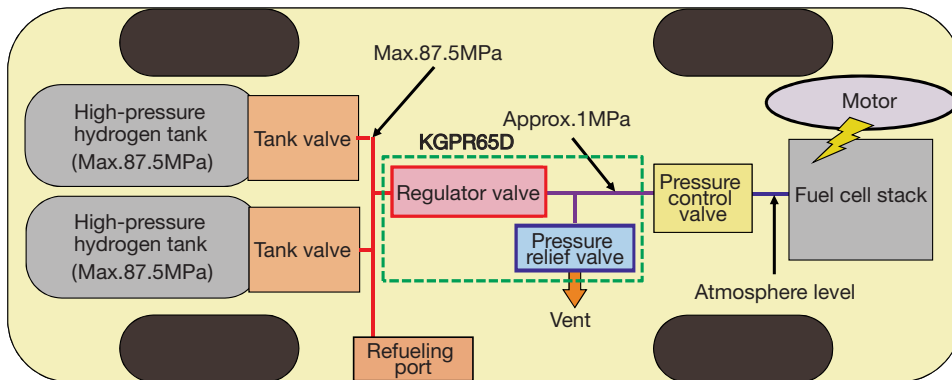 Max.87.5MPa
High-pressure
hydrogen tank
(Max.87.5MPa)
Tank valve
Approx.1MPa
Motor
KGPR65D
Regulator valve
Pressure
control
valve
Fuel cell stack
High-pressure
hydrogen tank
(Max.87.5MPa)
Tank valve
Pressure
relief valve
Atmosphere level
Vent
Refueling
port